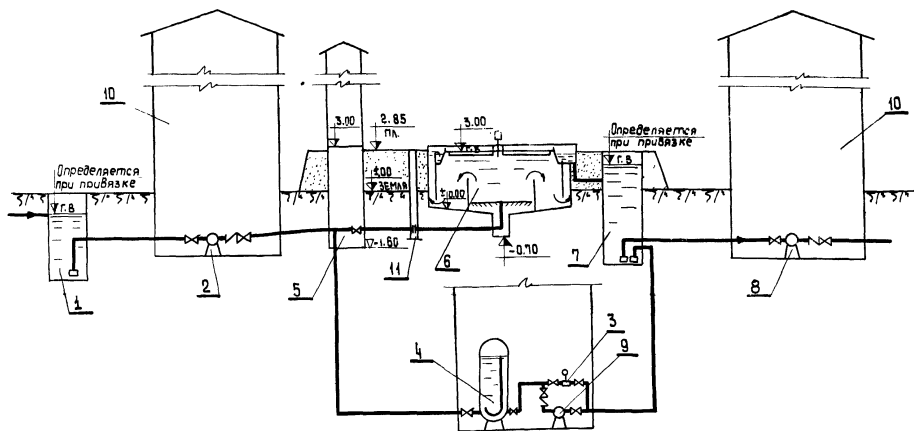 10
3.00
2.85
пл.
3.00
Г.В
10
Определяется
при привязке
Г.В
±.00
ЗЕМЛЯ
±0.00
Определяется
при привязке
Г.В
-1.60
-0.70
1
2
5
11
6
7
8
4
3
9